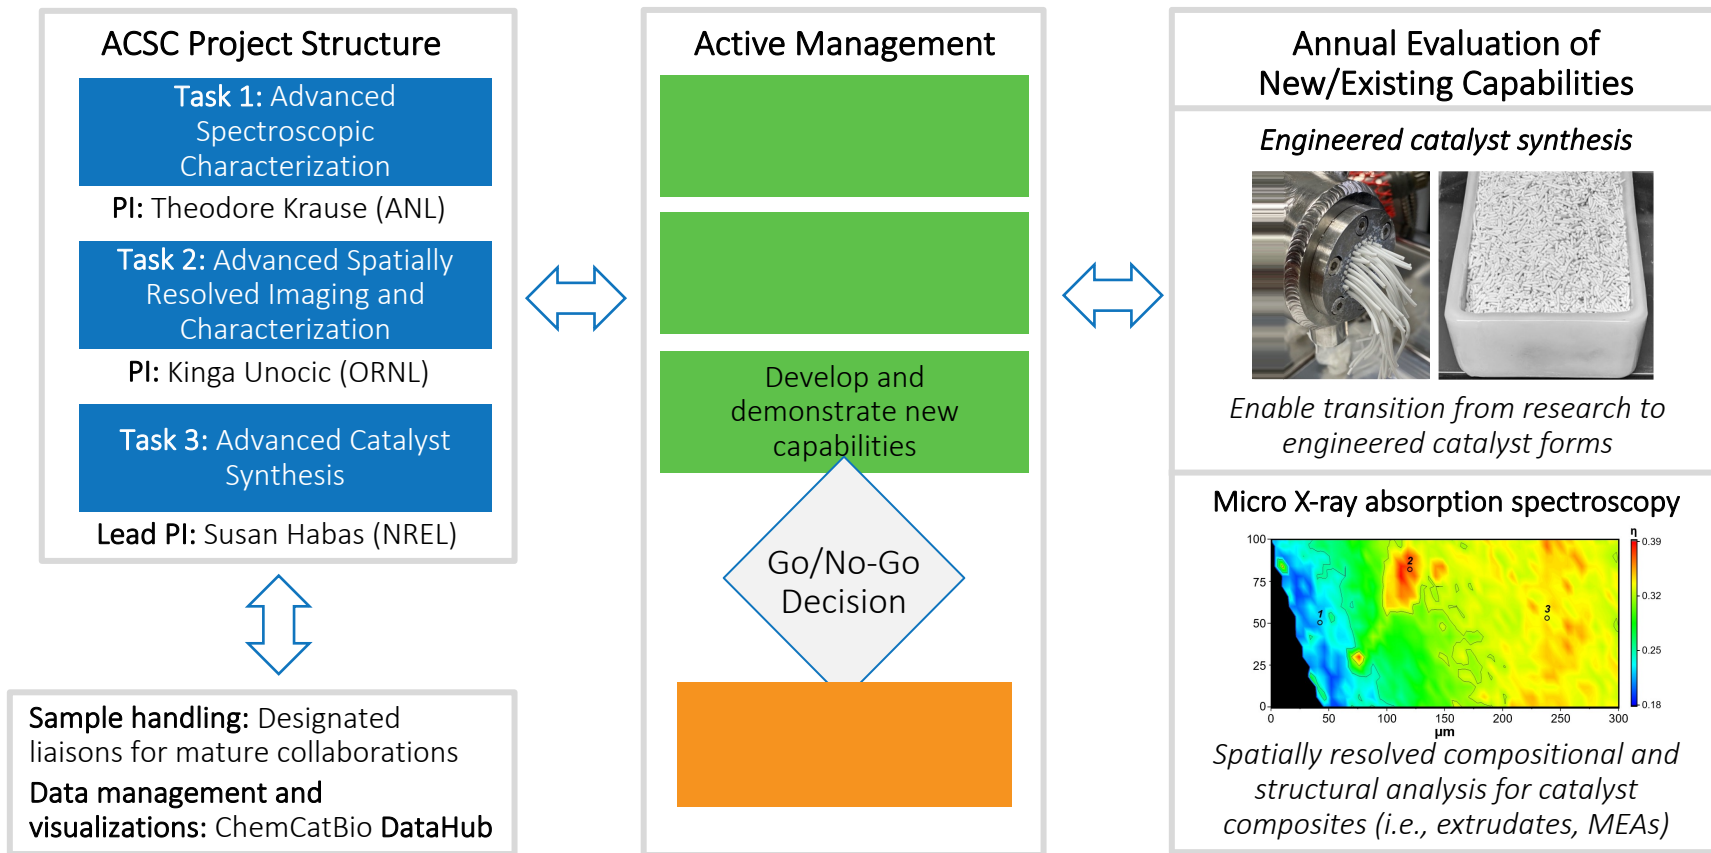 ACSC Project Structure
Task 1: Advanced
Spectroscopic
Characterization
PI: Theodore Krause (ANL)
Task 2: Advanced Spatially
Resolved Imaging and
Characterization
PI: Kinga Unocic (ORNL)
Task 3: Advanced Catalyst
Synthesis
Lead PI: Susan Habas (NREL)
Sample handling: Designated
liaisons for mature collaborations
Data management and
visualizations: ChemCatBio DataHub
Active Management
Develop and
demonstrate new
capabilities
Go/No-Go
Decision
Annual Evaluation of
New/Existing Capabilities
Engineered catalyst synthesis
Enable transition from research to
engineered catalyst forms
Micro X-ray absorption spectroscopy
100
75
50
25
0
0 50 100 150 200 250 300
µm
1
2
3
η
0.39
0.32
0.25
0.18
Spatially resolved compositional and
structural analysis for catalyst
composites (i.e., extrudates, MEAs)